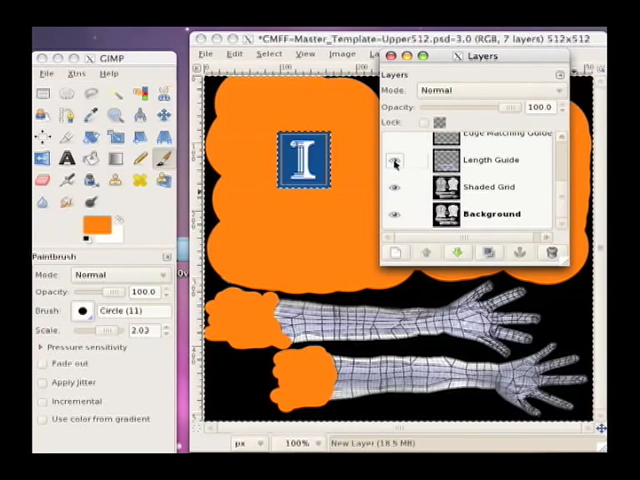 *CMFF=Master_Template-Upper512.psd=3.0 (RGB, 7 layers) 512x512
GIMP
File Xtns Help
File Edit Select View Image
Layers
Layers
Mode: Normal
Opacity: 100.0
Lock:
Edge Matching Guide
Length Guide
Shaded Grid
Background
I
Paintbrush
Mode: Normal
Opacity: 100.0
Brush: Circle (11)
Scale: 2.03
Pressure sensitivity
Fade out
Apply Jitter
Incremental
Use color from gradient
px 100% New Layer (18.5 MB)